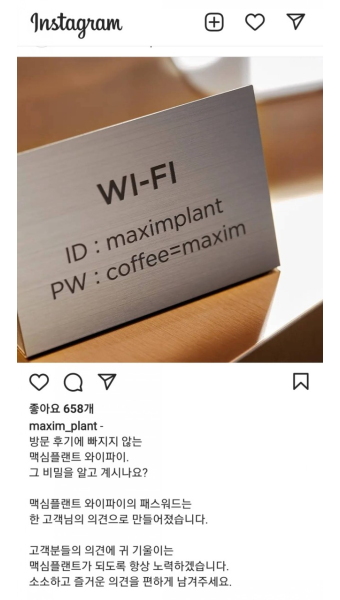 Instagram
WI-FI
ID : maximplant
PW : coffee=maxim
좋아요 658개
maxim_plant -
방문 후기에 빠지지 않는
맥심플랜트 와이파이.
그 비밀을 알고 계시나요?
맥심플랜트 와이파이의 패스워드는
한 고객님의 의견으로 만들어졌습니다.
고객분들의 의견에 귀 기울이는
맥심플랜트가 되도록 항상 노력하겠습니다.
소소하고 즐거운 의견을 편하게 남겨주세요.